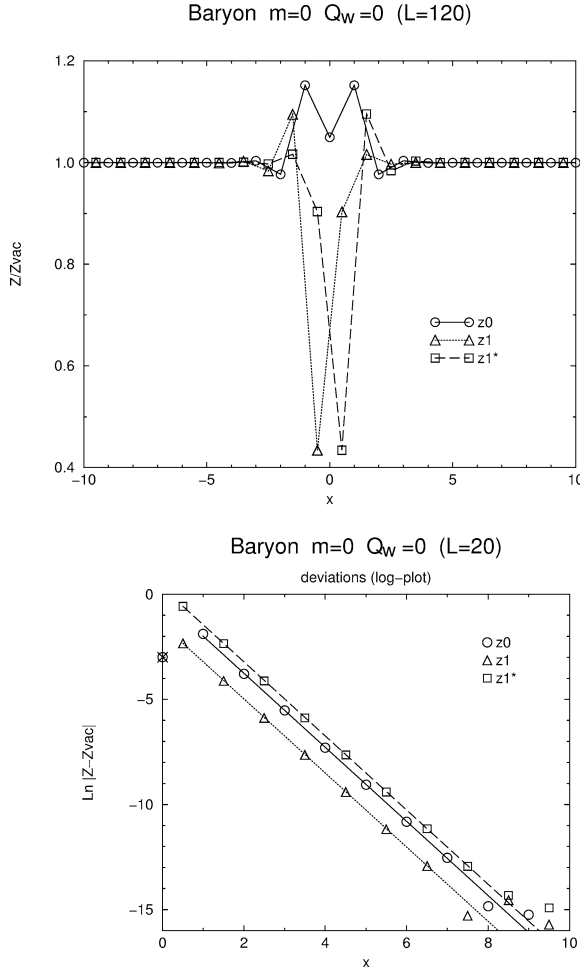 Baryon m=0 Qw=0 (L=120)
1.2
1.0
0.8
0.6
0.4
Z/Zvac
z0
z1
z1*
−10
−5
0
5
10
x
Baryon m=0 Qw=0 (L=20)
deviations (log−plot)
0
−5
−10
−15
Ln |Z−Zvac|
z0
z1
z1*
0
2
4
6
8
10
x